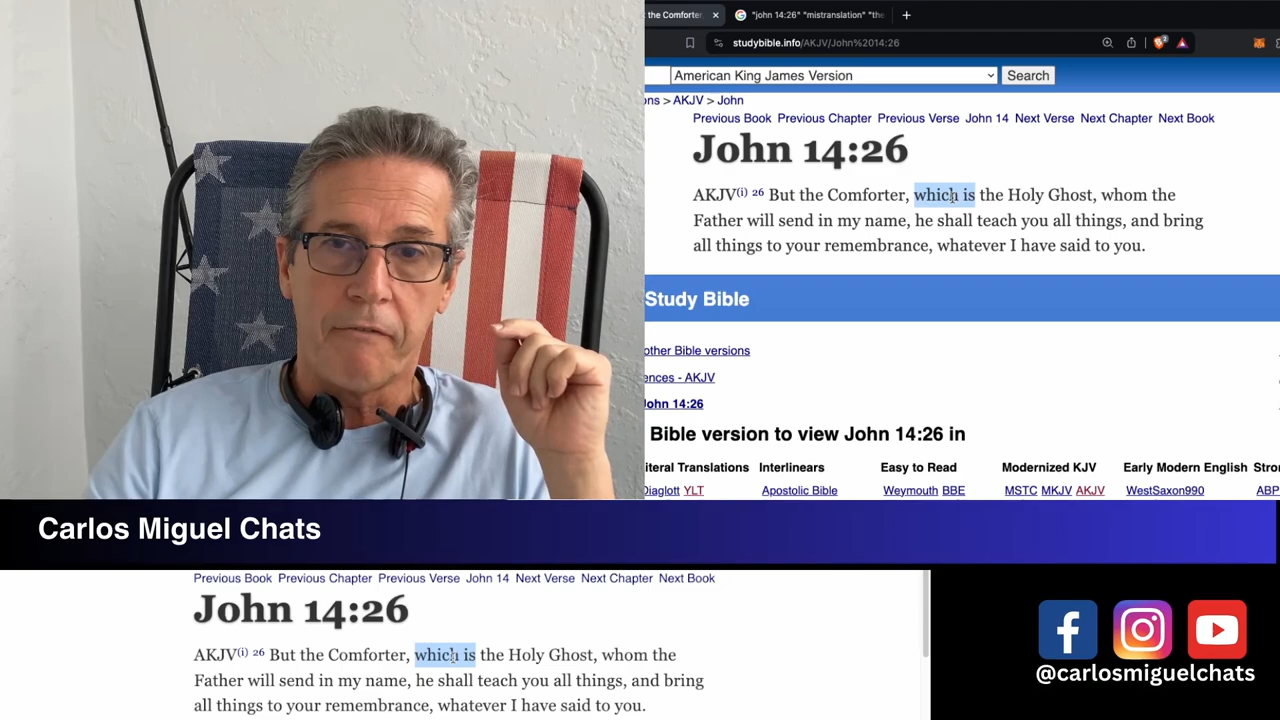 the Comforter,
"john 14:26" "mistranslation" "the
studybible.info/AKJV/John%2014:26
2
American King James Version
Search
ons > AKJV > John
Previous Book Previous Chapter Previous Verse John 14 Next Verse Next Chapter Next Book
John 14:26
AKJV(i) 26 But the Comforter, which is the Holy Ghost, whom the
Father will send in my name, he shall teach you all things, and bring
all things to your remembrance, whatever I have said to you.
Study Bible
other Bible versions
ences - AKJV
John 14:26
Bible version to view John 14:26 in
iteral Translations Interlinears Easy to Read Modernized KJV Early Modern English Stro
Diaglott YLT Apostolic Bible Weymouth BBE MSTC MKJV AKJV WestSaxon990 ABP
Carlos Miguel Chats
Previous Book Previous Chapter Previous Verse John 14 Next Verse Next Chapter Next Book
John 14:26
AKJV(i) 26 But the Comforter, which is the Holy Ghost, whom the
Father will send in my name, he shall teach you all things, and bring
all things to your remembrance, whatever I have said to you.
@carlosmiguelchats